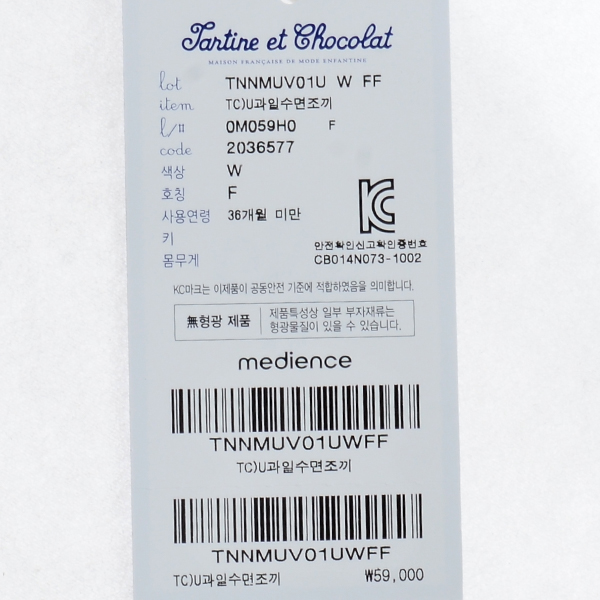 Tartine et Chocolat
MAISON FRANÇAISE DE MODE ENFANTINE
lot TNNMUV01U W FF
item TC)U과일수면조끼
l/# 0M059H0 F
code 2036577
색상 W
호칭 F
사용연령 36개월 미만
키
몸무게
안전확인신고확인증번호
CB014N073-1002
KC마크는 이제품이 공동안전 기준에 적합하였음을 의미합니다.
無형광 제품
제품특성상 일부 부자재류는
형광물질이 있을 수 있습니다.
medience
TNNMUV01UWFF
TC)U과일수면조끼
TNNMUV01UWFF
TC)U과일수면조끼 ₩59,000